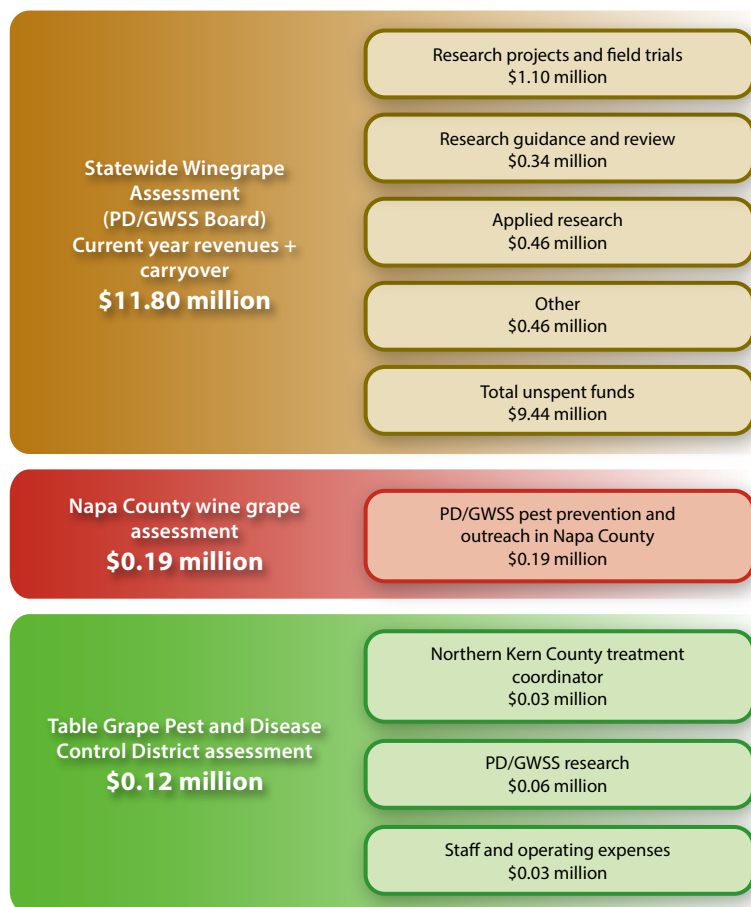 Statewide Winegrape
Assessment
(PD/GWSS Board)
Current year revenues +
carryover
$11.80 million
Research projects and field trials
$1.10 million
Research guidance and review
$0.34 million
Applied research
$0.46 million
Other
$0.46 million
Total unspent funds
$9.44 million
Napa County wine grape
assessment
$0.19 million
PD/GWSS pest prevention and
outreach in Napa County
$0.19 million
Table Grape Pest and Disease
Control District assessment
$0.12 million
Northern Kern County treatment
coordinator
$0.03 million
PD/GWSS research
$0.06 million
Staff and operating expenses
$0.03 million